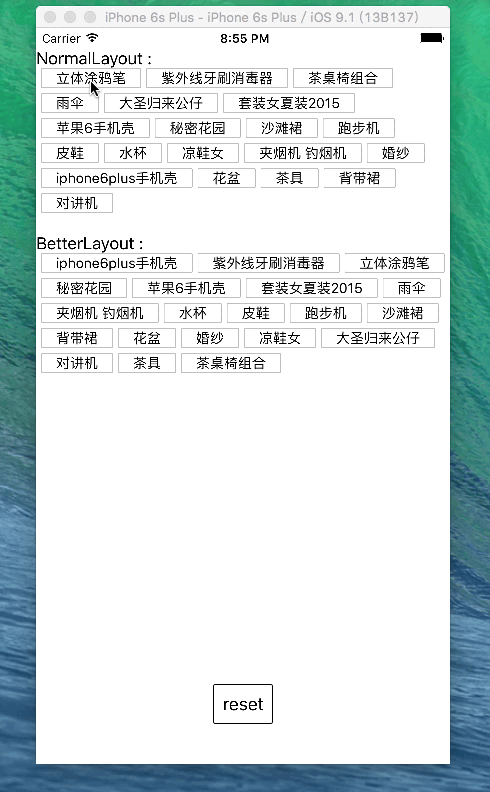 iPhone 6s Plus - iPhone 6s Plus / iOS 9.1 (13B137)
Carrier 8:55 PM
NormalLayout :
立体涂鸦笔 紫外线牙刷消毒器 茶桌椅组合
雨伞 大圣归来公仔 套装女夏装2015
苹果6手机壳 秘密花园 沙滩裙 跑步机
皮鞋 水杯 凉鞋女 夹烟机 钓烟机 婚纱
iphone6plus手机壳 花盆 茶具 背带裙
对讲机
BetterLayout :
iphone6plus手机壳 紫外线牙刷消毒器 立体涂鸦笔
秘密花园 苹果6手机壳 套装女夏装2015 雨伞
夹烟机 钓烟机 水杯 皮鞋 跑步机 沙滩裙
背带裙 花盆 婚纱 凉鞋女 大圣归来公仔
对讲机 茶具 茶桌椅组合
reset